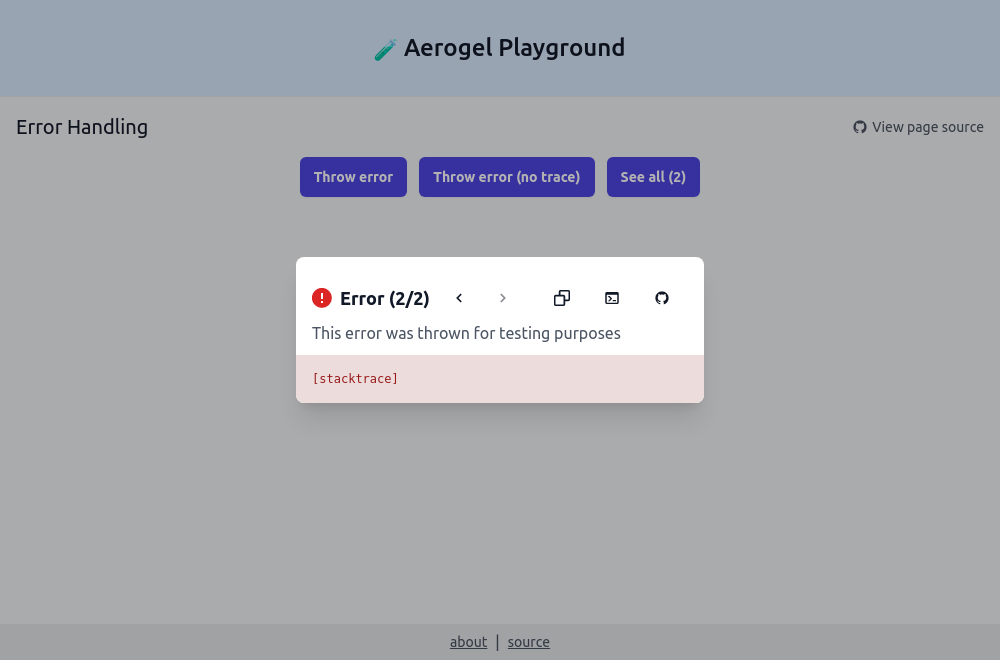 Aerogel Playground
Error Handling
View page source
Throw error
Throw error (no trace)
See all (2)
Error (2/2)
This error was thrown for testing purposes
[stacktrace]
about | source